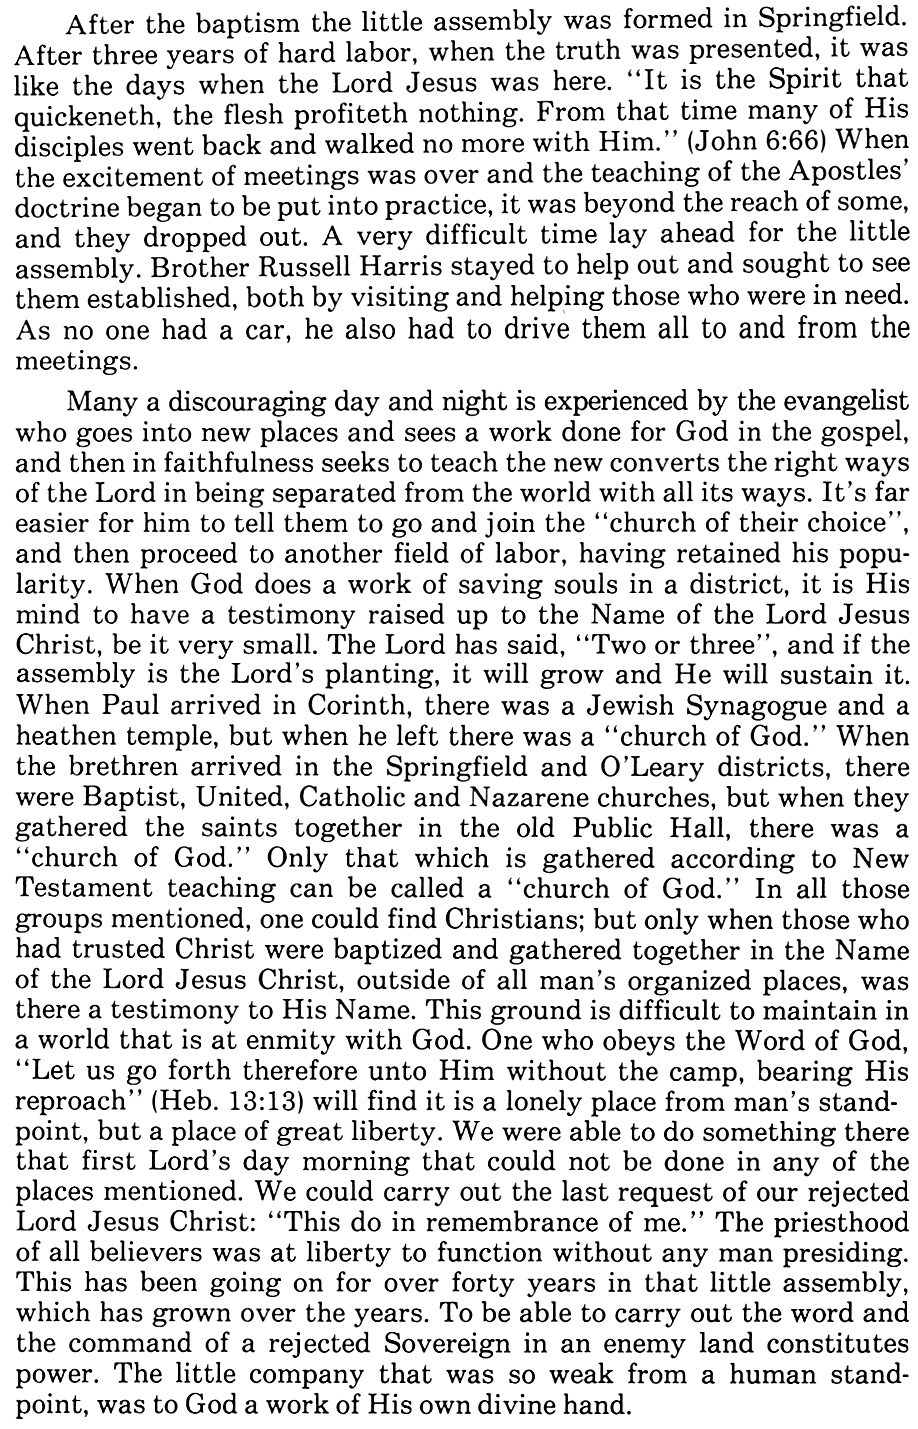 After the baptism the little assembly was formed in Springfield.
After three years of hard labor, when the truth was presented, it was
like the days when the Lord Jesus was here. "It is the Spirit that
quickeneth, the flesh profiteth nothing. From that time many of His
disciples went back and walked no more with Him." (John 6:66) When
the excitement of meetings was over and the teaching of the Apostles'
doctrine began to be put into practice, it was beyond the reach of some,
and they dropped out. A very difficult time lay ahead for the little
assembly. Brother Russell Harris stayed to help out and sought to see
them established, both by visiting and helping those who were in need.
As no one had a car, he also had to drive them all to and from the
meetings.
Many a discouraging day and night is experienced by the evangelist
who goes into new places and sees a work done for God in the gospel,
and then in faithfulness seeks to teach the new converts the right ways
of the Lord in being separated from the world with all its ways. It's far
easier for him to tell them to go and join the "church of their choice",
and then proceed to another field of labor, having retained his popu-
larity. When God does a work of saving souls in a district, it is His
mind to have a testimony raised up to the Name of the Lord Jesus
Christ, be it very small. The Lord has said, "Two or three", and if the
assembly is the Lord's planting, it will grow and He will sustain it.
When Paul arrived in Corinth, there was a Jewish Synagogue and a
heathen temple, but when he left there was a "church of God." When
the brethren arrived in the Springfield and O'Leary districts, there
were Baptist, United, Catholic and Nazarene churches, but when they
gathered the saints together in the old Public Hall, there was a
"church of God." Only that which is gathered according to New
Testament teaching can be called a "church of God." In all those
groups mentioned, one could find Christians; but only when those who
had trusted Christ were baptized and gathered together in the Name
of the Lord Jesus Christ, outside of all man's organized places, was
there a testimony to His Name. This ground is difficult to maintain in
a world that is at enmity with God. One who obeys the Word of God,
"Let us go forth therefore unto Him without the camp, bearing His
reproach" (Heb. 13:13) will find it is a lonely place from man's stand-
point, but a place of great liberty. We were able to do something there
that first Lord's day morning that could not be done in any of the
places mentioned. We could carry out the last request of our rejected
Lord Jesus Christ: "This do in remembrance of me." The priesthood
of all believers was at liberty to function without any man presiding.
This has been going on for over forty years in that little assembly,
which has grown over the years. To be able to carry out the word and
the command of a rejected Sovereign in an enemy land constitutes
power. The little company that was so weak from a human stand-
point, was to God a work of His own divine hand.